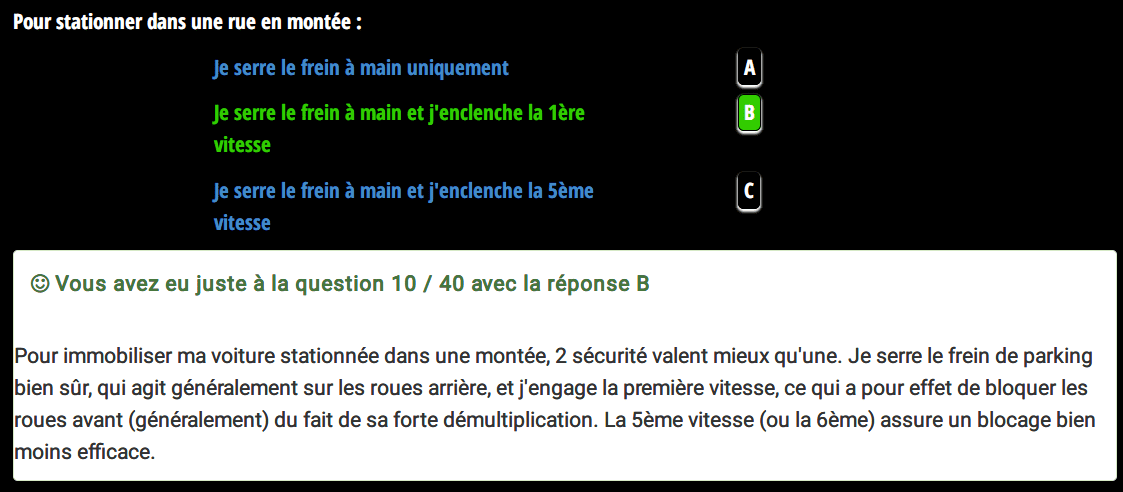 Pour stationner dans une rue en montée :
Je serre le frein à main uniquement A
Je serre le frein à main et j'enclenche la 1ère B
vitesse
Je serre le frein à main et j'enclenche la 5ème C
vitesse
Vous avez eu juste à la question 10 / 40 avec la réponse B
Pour immobiliser ma voiture stationnée dans une montée, 2 sécurité valent mieux qu'une. Je serre le frein de parking
bien sûr, qui agit généralement sur les roues arrière, et j'engage la première vitesse, ce qui a pour effet de bloquer les
roues avant (généralement) du fait de sa forte démultiplication. La 5ème vitesse (ou la 6ème) assure un blocage bien
moins efficace.